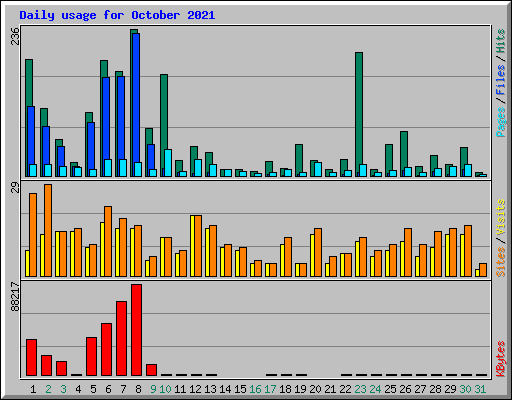 Daily usage for October 2021
236
Pages / Files / Hits
29
Sites / Visits
88217
KBytes
1 2 3 4 5 6 7 8 9 10 11 12 13 14 15 16 17 18 19 20 21 22 23 24 25 26 27 28 29 30 31